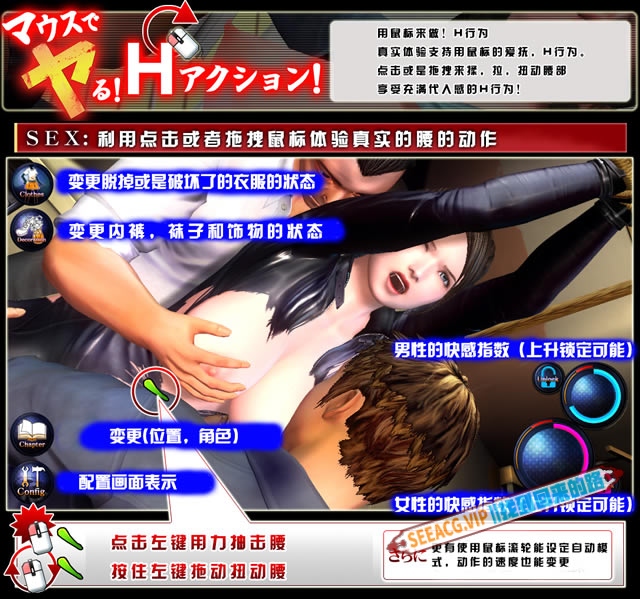 マウスで
ヤる! Hアクション!
用鼠标来做！H行为
真实体验支持用鼠标的爱抚，H行为。
点击或是拖拽来揉，拉，扭动腰部
享受充满代人感的H行为！
SEX: 利用点击或者拖拽鼠标体验真实的腰的动作
Clothes
变更脱掉或是破坏了的衣服的状态
Decoration
变更内裤，袜子和饰物的状态
男性的快感指数（上升锁定可能）
Unlock
Chapter
变更(位置，角色)
Config
配置画面表示
女性的快感指数
SEEACG.VIP
点击左键用力抽击腰
按住左键拖动扭动腰
さらに
更有使用鼠标滚轮能设定自动模
式，动作的速度也能变更